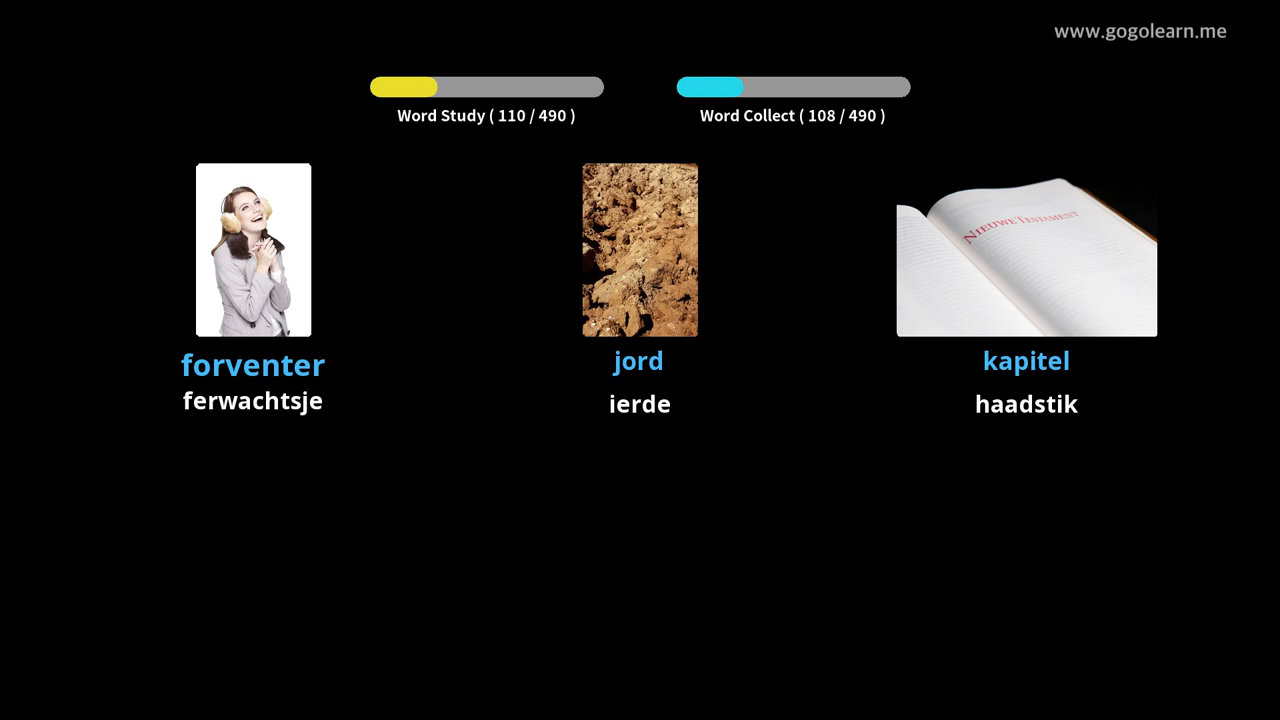 www.gogolearn.me
Word Study ( 110 / 490 )
Word Collect ( 108 / 490 )
NIEUWE TESTAMENT
forventer
jord
kapitel
ferwachtsje
ierde
haadstik